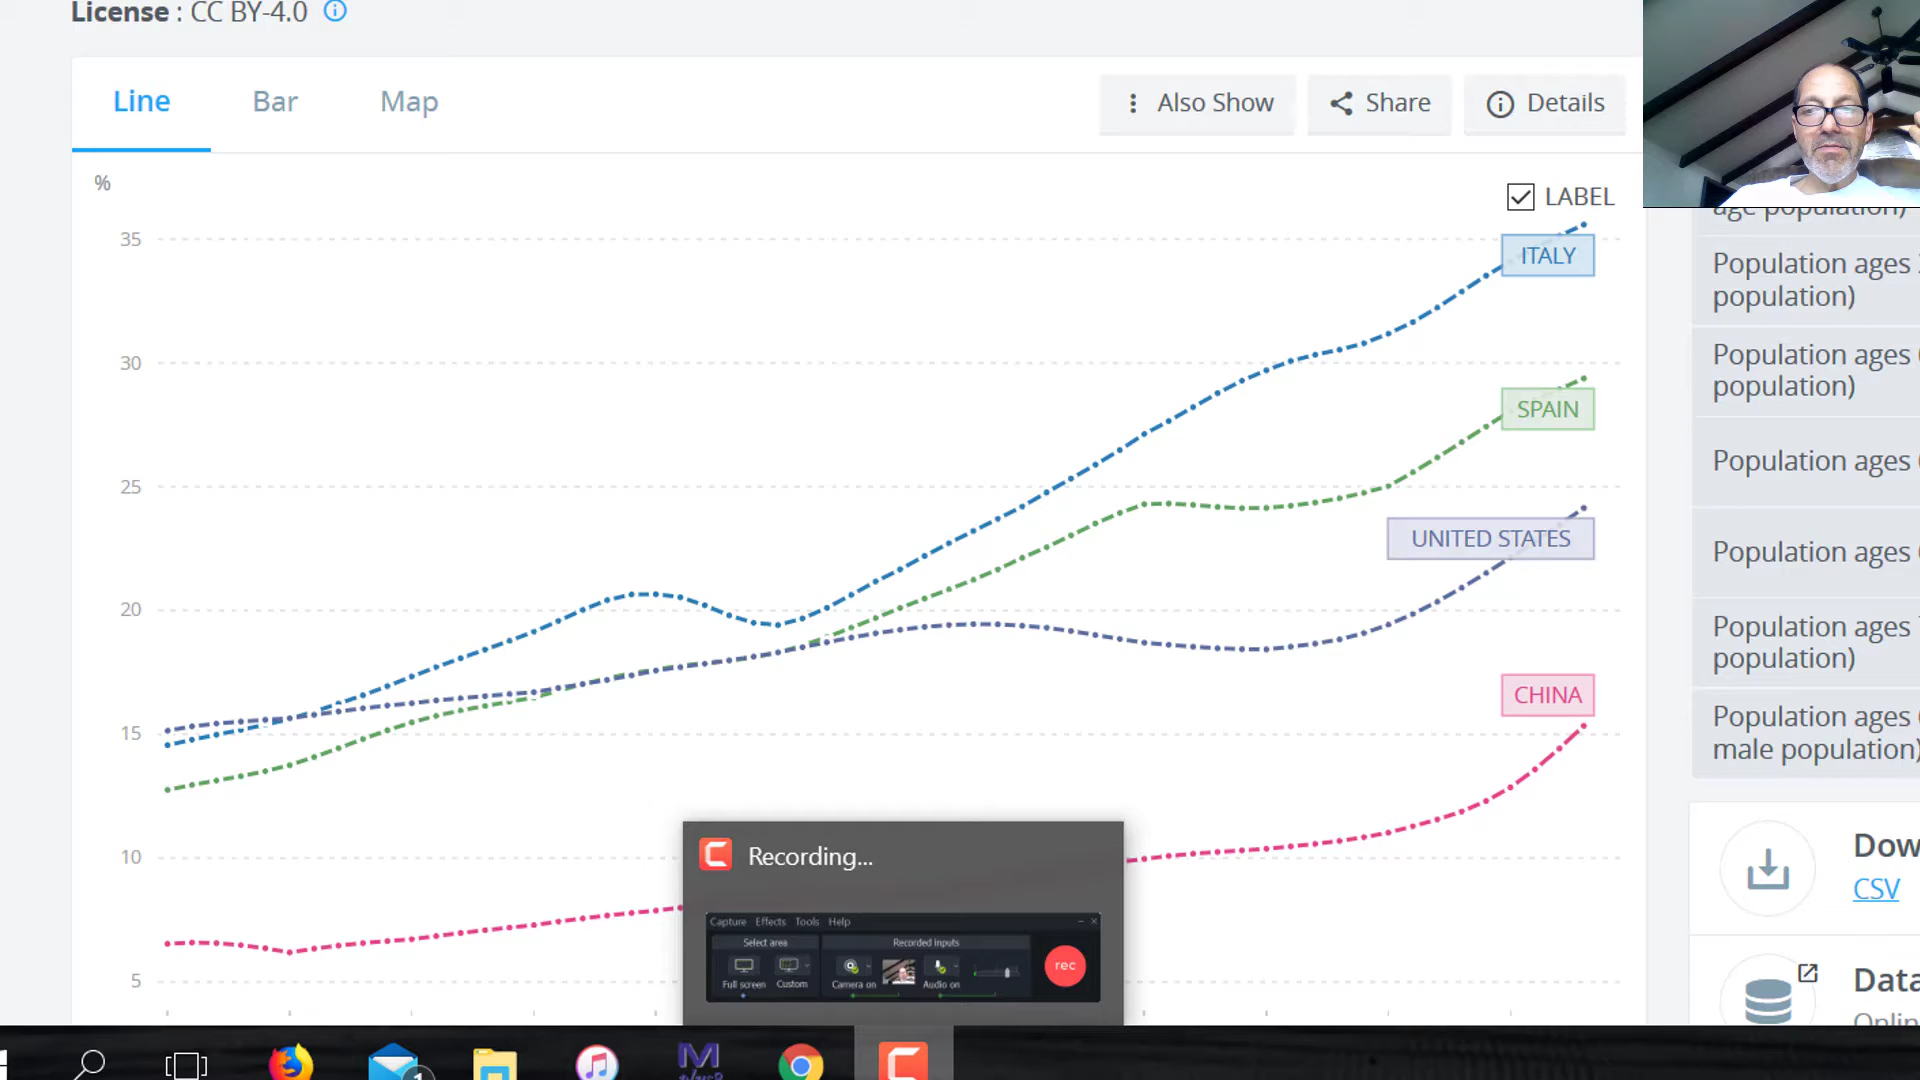 License : CC BY-4.0
Line Bar Map Also Show Share Details
%
LABEL
35
30
25
20
15
10
5
ITALY
SPAIN
UNITED STATES
CHINA
age population)
Population ages
population)
Population ages
population)
Population ages
Population ages
Population ages
population)
Population ages
male population)
CSV
Recording...
Capture Effects Tools Help
Select area Recorded inputs
Full screen Custom Camera on Audio on
rec